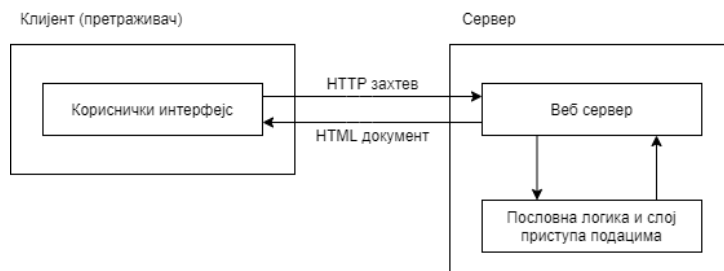 Клијент (претраживач)
Сервер
HTTP захтев
Кориснички интерфејс
Веб сервер
HTML документ
Пословна логика и слој
приступа подацима